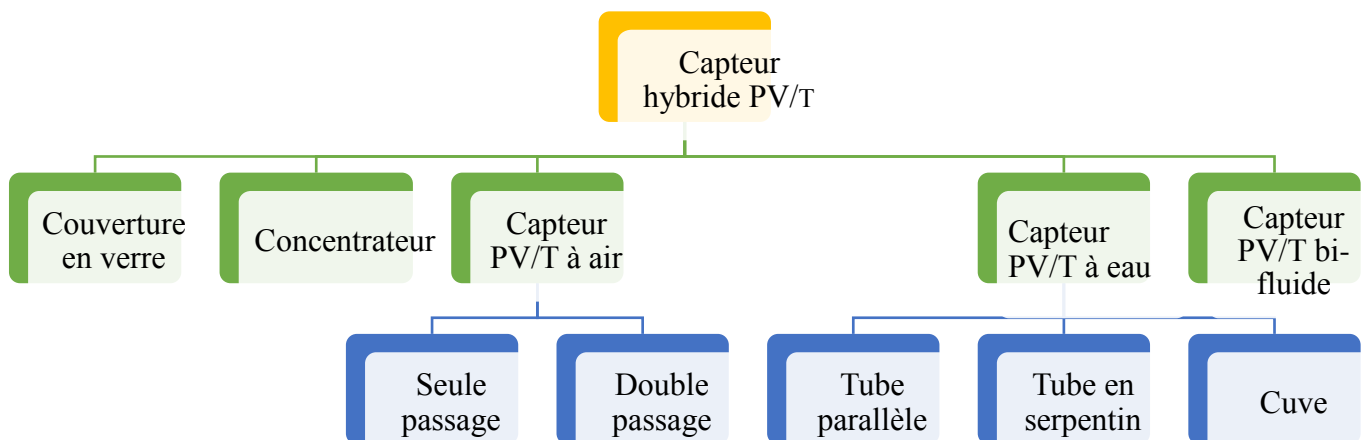 Capteur
hybride PV/T
Couverture
en verre
Concentrateur
Capteur
PV/T à air
Capteur
PV/T à eau
Capteur
PV/T bi-
fluide
Seule
passage
Double
passage
Tube
parallèle
Tube en
serpentin
Cuve